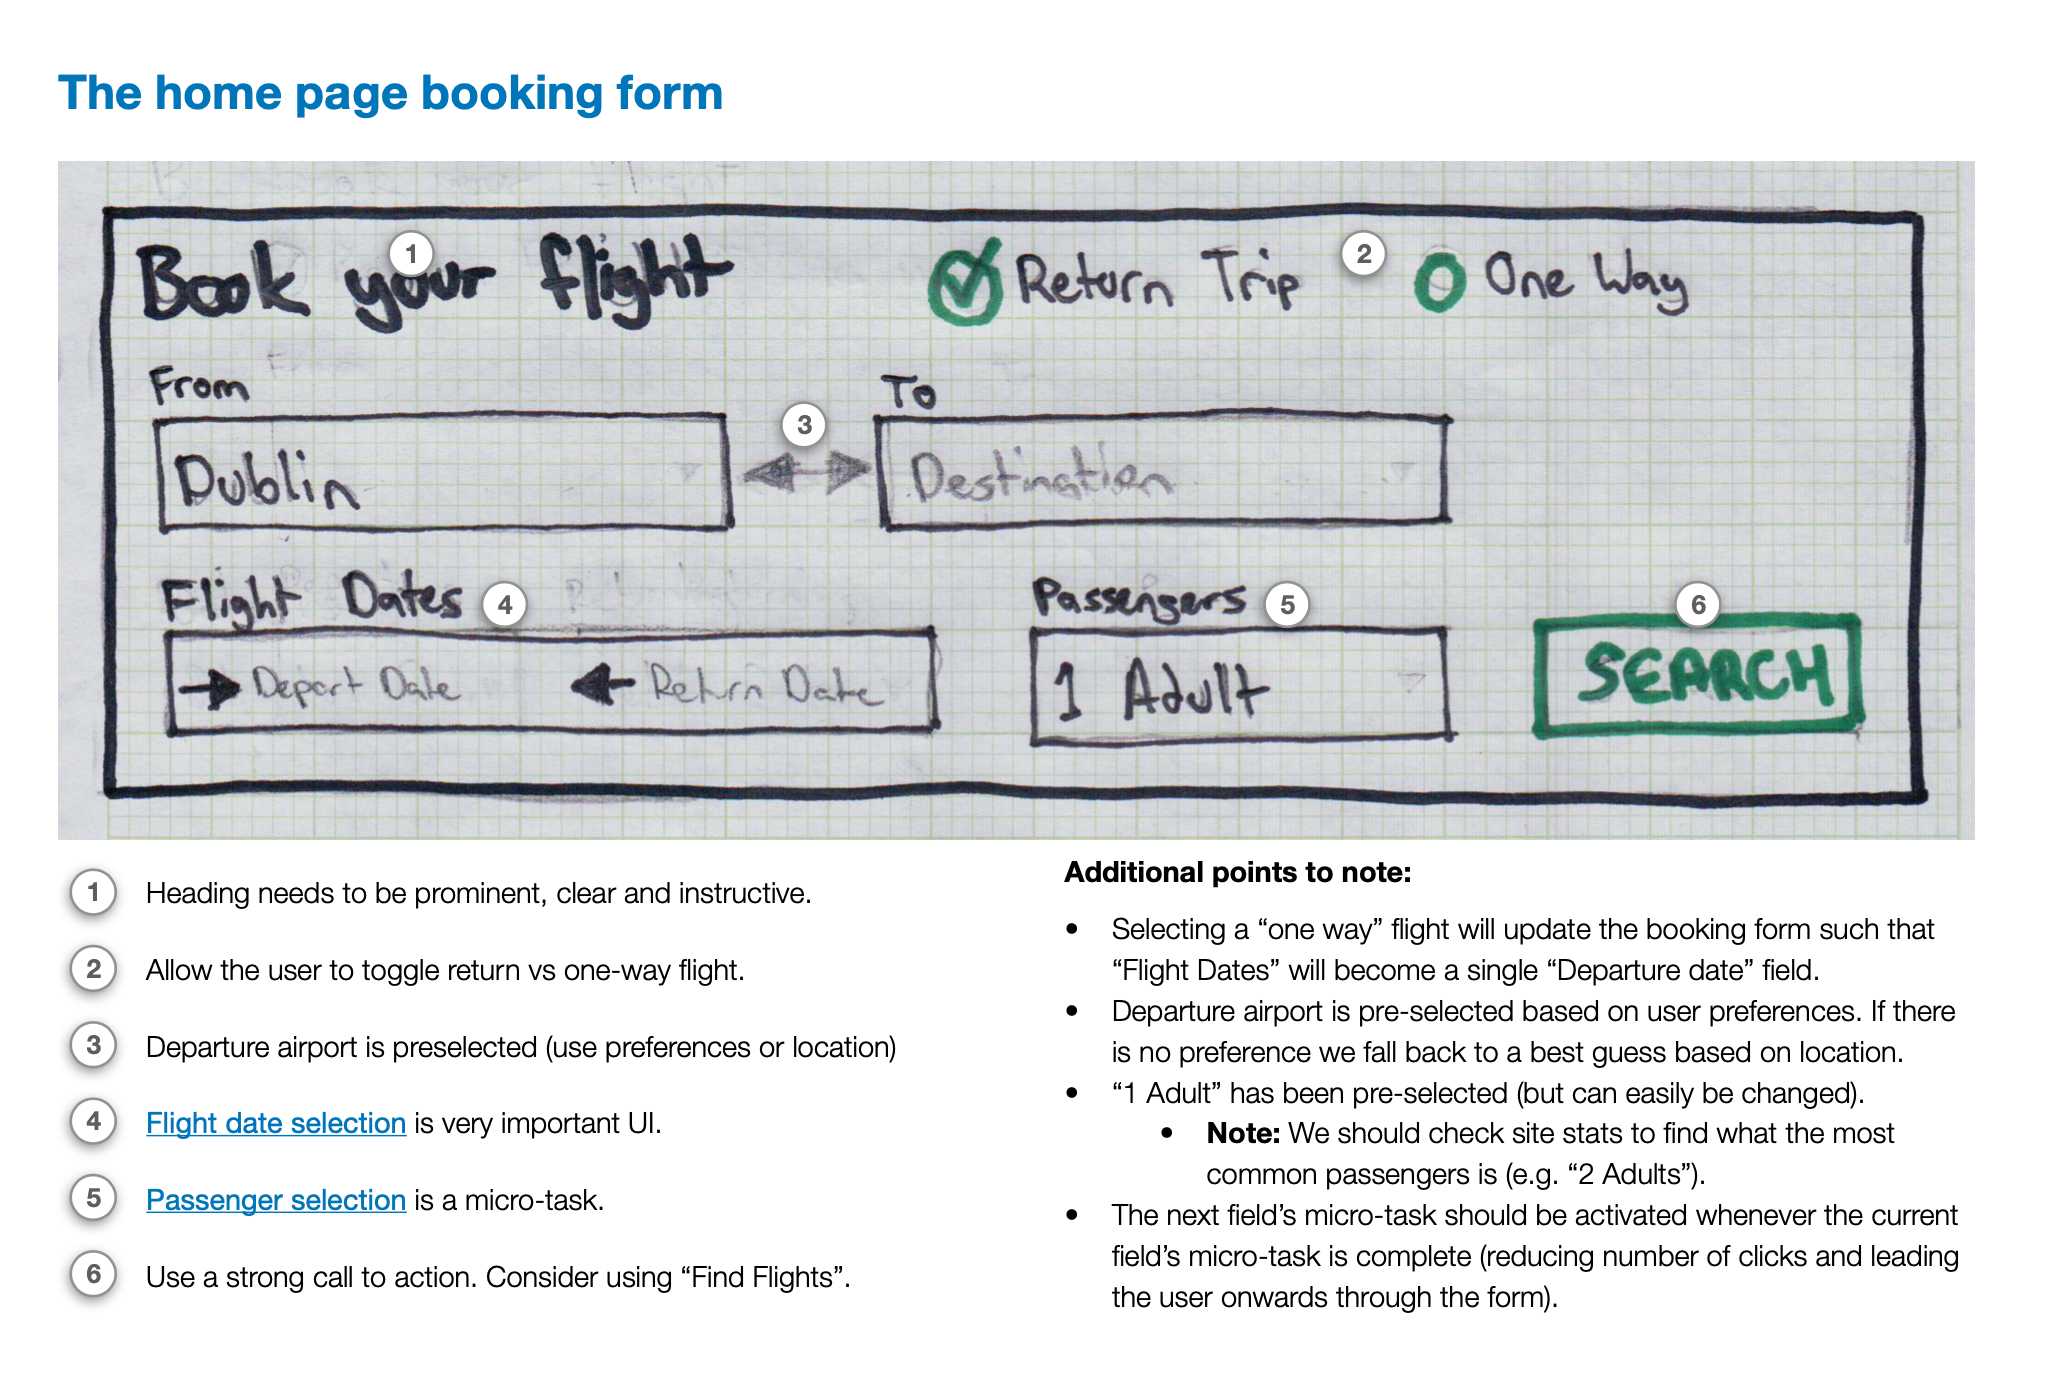 The home page booking form
Book your flight
Return Trip
One Way
1
2
From
To
3
Dublin
Destination
Flight Dates
4
Passengers
5
6
Depart Date
Return Date
1 Adult
SEARCH
1 Heading needs to be prominent, clear and instructive.
2 Allow the user to toggle return vs one-way flight.
3 Departure airport is preselected (use preferences or location)
4 Flight date selection is very important UI.
5 Passenger selection is a micro-task.
6 Use a strong call to action. Consider using “Find Flights”.
Additional points to note:
• Selecting a “one way” flight will update the booking form such that
“Flight Dates” will become a single “Departure date” field.
• Departure airport is pre-selected based on user preferences. If there
is no preference we fall back to a best guess based on location.
• “1 Adult” has been pre-selected (but can easily be changed).
• Note: We should check site stats to find what the most
common passengers is (e.g. “2 Adults”).
• The next field’s micro-task should be activated whenever the current
field’s micro-task is complete (reducing number of clicks and leading
the user onwards through the form).